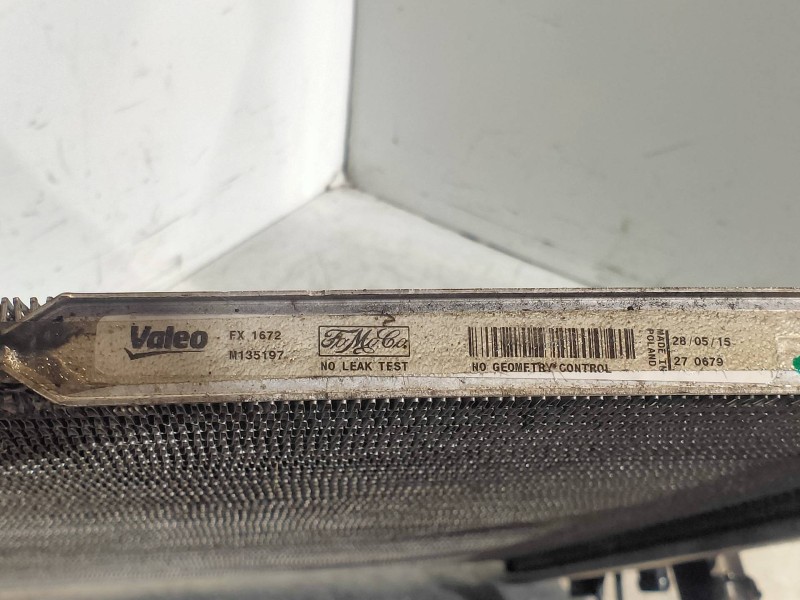 Valeo
FX 1672
M135197
FoMoCo
NO LEAK TEST
NO GEOMETRY CONTROL
MADE IN
POLAND
28/05/15
27 0679